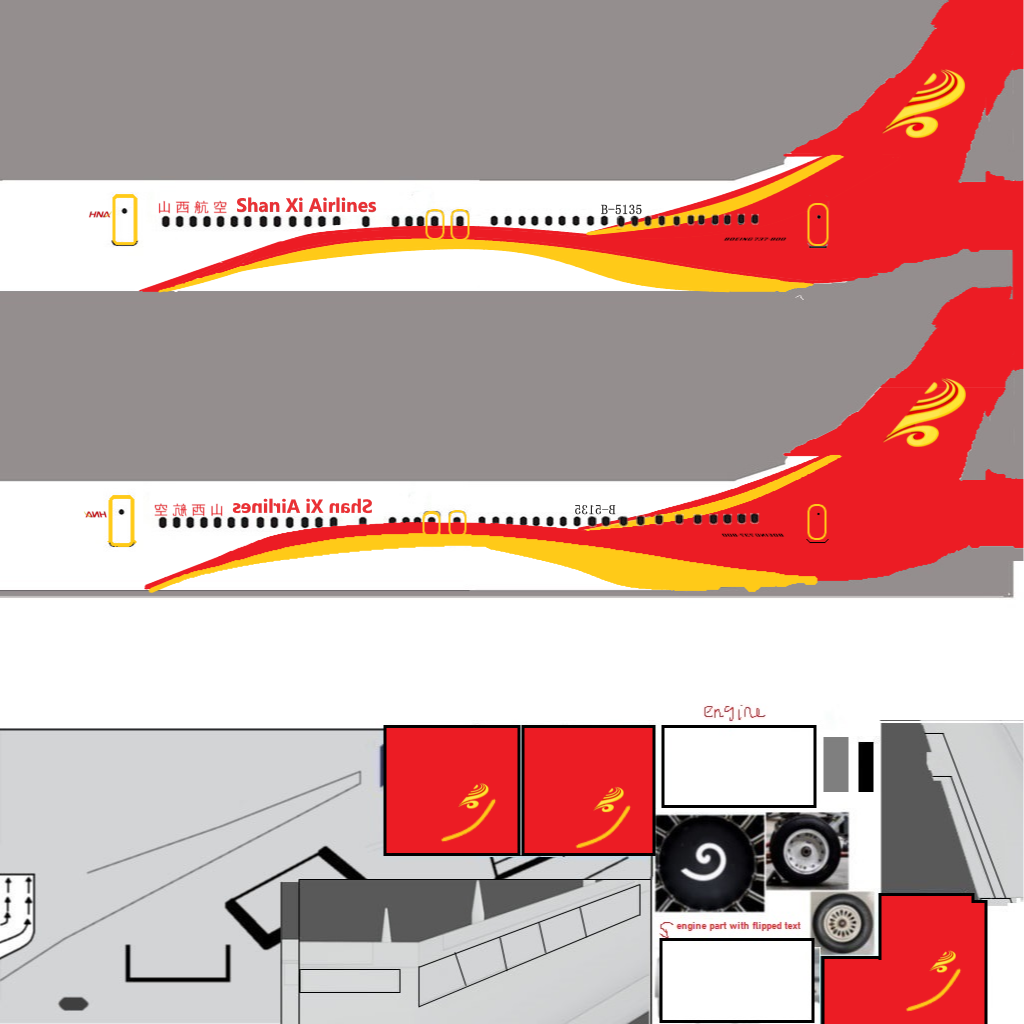 山西航空 Shan Xi Airlines
B-5135
HNA
BOEING 737-800
山西航空 Shan Xi Airlines
B-5135
HNA
BOEING 737-800
engine
engine part with flipped text